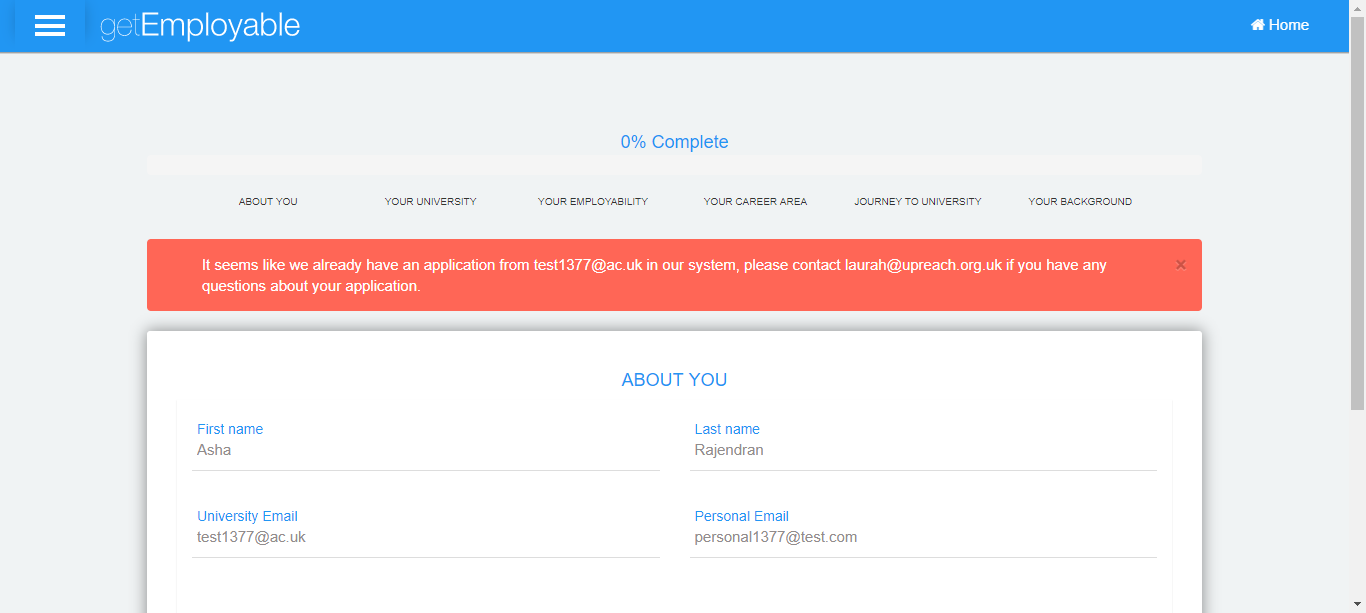 getEmployable
Home
0% Complete
ABOUT YOU YOUR UNIVERSITY YOUR EMPLOYABILITY YOUR CAREER AREA JOURNEY TO UNIVERSITY YOUR BACKGROUND
It seems like we already have an application from test1377@ac.uk in our system, please contact laurah@upreach.org.uk if you have any
questions about your application.
×
ABOUT YOU
First name
Asha
Last name
Rajendran
University Email
test1377@ac.uk
Personal Email
personal1377@test.com